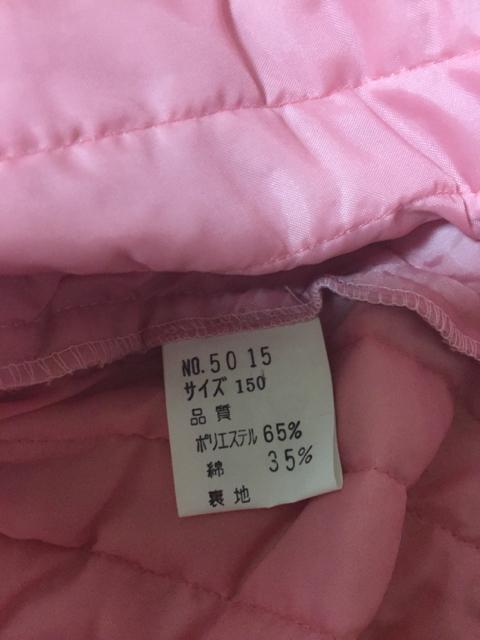 NO.5015
サイズ 150
品質
ポリエステル 65%
綿 35%
裏地